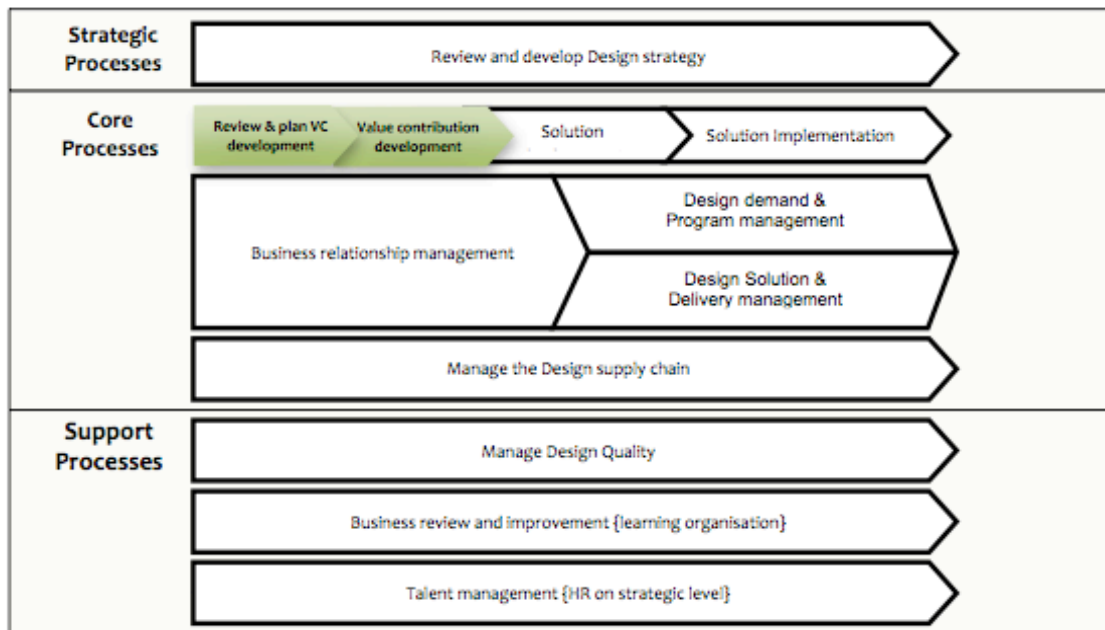 Strategic
Processes
Review and develop Design strategy
Core
Processes
Review & plan VC
development
Value contribution
development
Solution
Solution Implementation
Business relationship management
Design demand &
Program management
Design Solution &
Delivery management
Manage the Design supply chain
Support
Processes
Manage Design Quality
Business review and improvement {learning organisation}
Talent management {HR on strategic level}